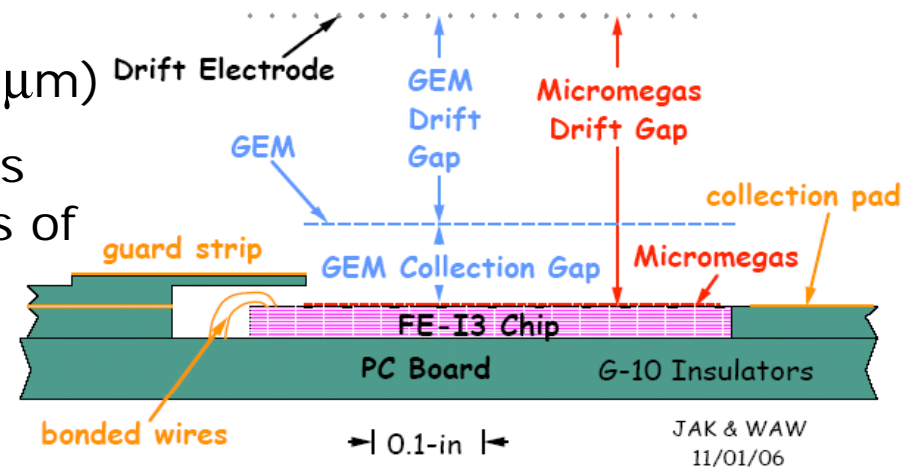 μm)
s
s of
Drift Electrode
GEM
Drift
Gap
Micromegas
Drift Gap
GEM
collection pad
guard strip
GEM Collection Gap
Micromegas
FE-I3 Chip
PC Board
G-10 Insulators
bonded wires
0.1-in
JAK & WAW
11/01/06